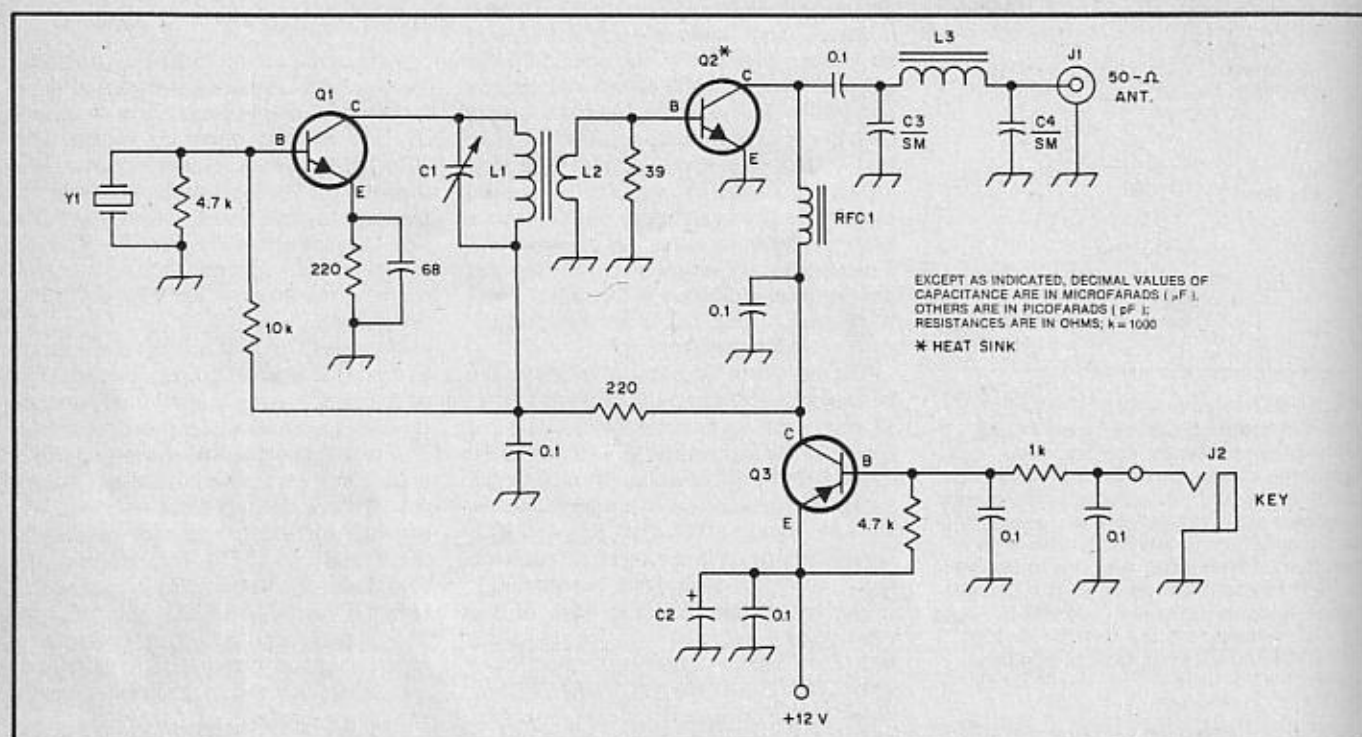 Q1
C
B
E
Y1
4.7 k
220
68
10 k
C1
L1
L2
39
Q2*
C
B
E
0.1
L3
J1
50-Ω
ANT.
C3
SM
C4
SM
RFC1
0.1
EXCEPT AS INDICATED, DECIMAL VALUES OF
CAPACITANCE ARE IN MICROFARADS ( μF );
OTHERS ARE IN PICOFARADS ( pF );
RESISTANCES ARE IN OHMS; k = 1000
* HEAT SINK
220
0.1
C
Q3
B
E
4.7 k
1k
0.1
0.1
J2
KEY
+
C2
0.1
+12 V